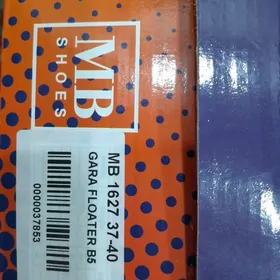 MB
SHOES
MB 1627 37-40
GARA FLOATER B5
0000037853